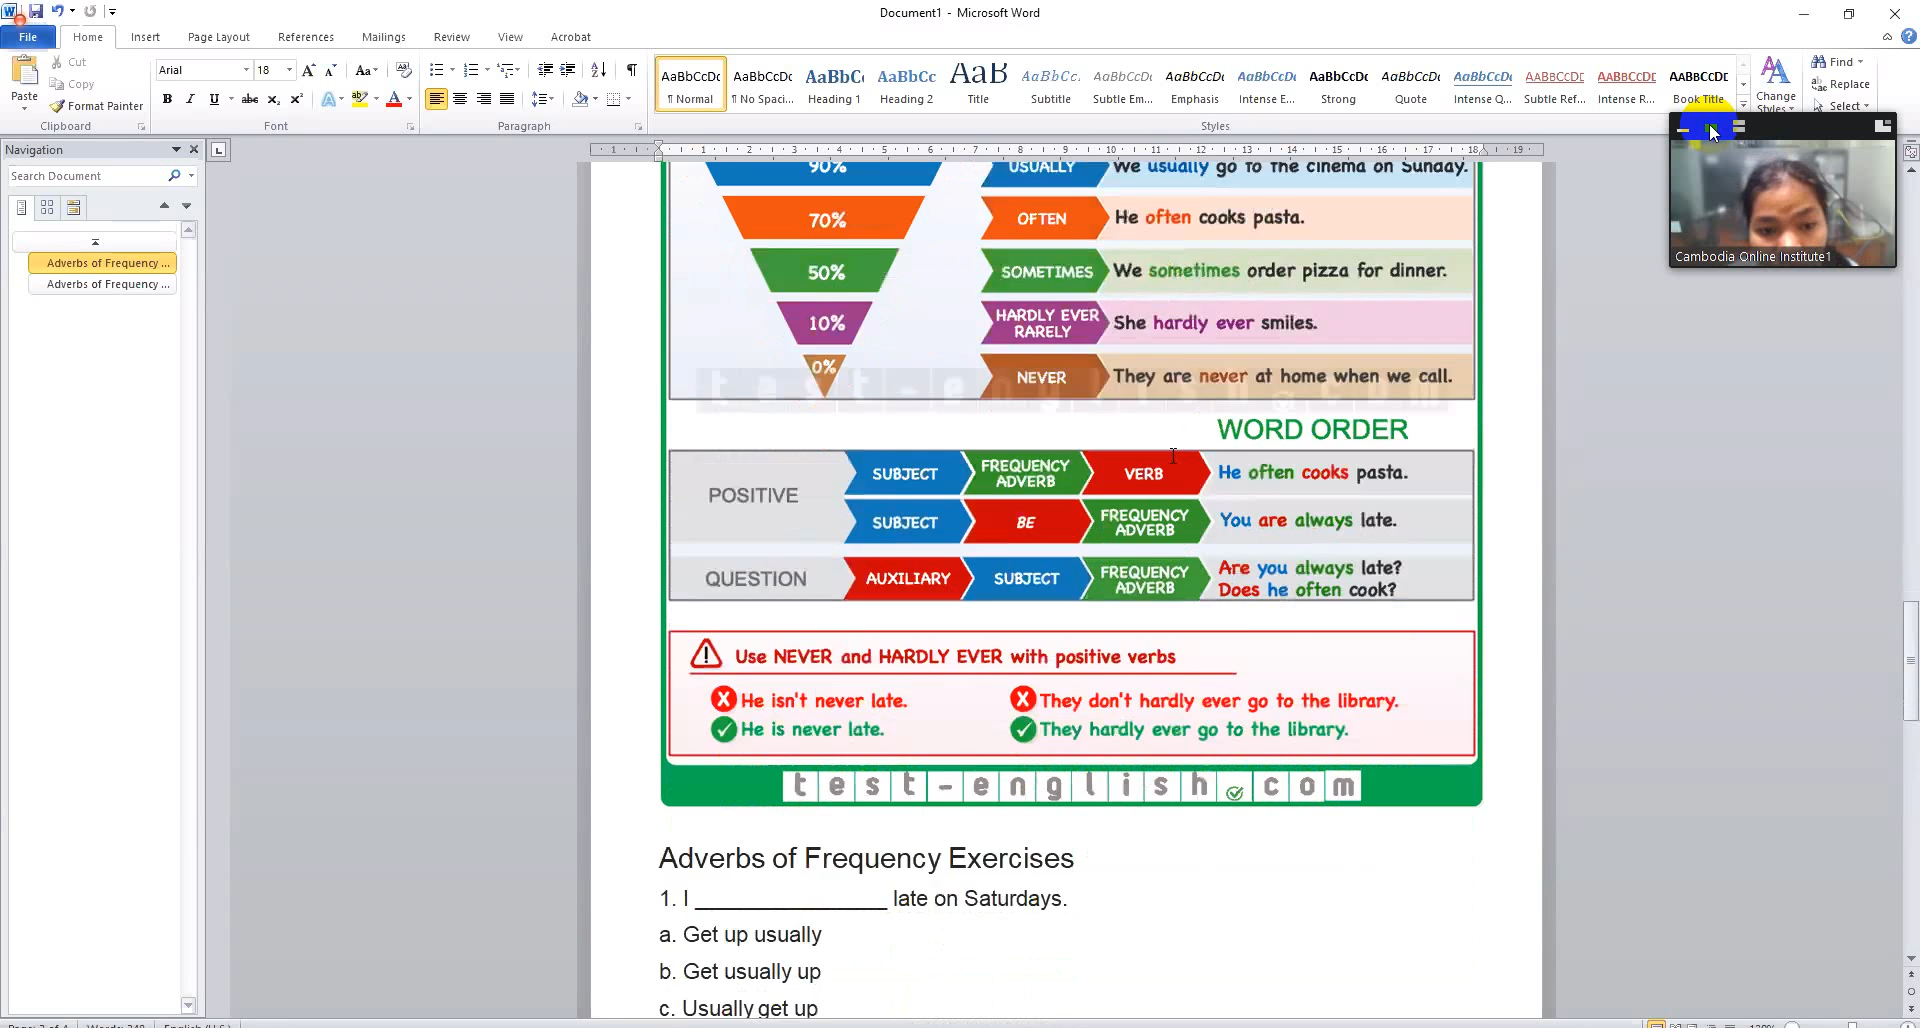 Document1 - Microsoft Word
File Home Insert Page Layout References Mailings Review View Acrobat
Paste
Cut
Copy
Format Painter
Clipboard
Arial 18
Font
Paragraph
AaBbCcDc ¶ Normal
AaBbCcDc ¶ No Spaci...
AaBbCc Heading 1
AaBbCc Heading 2
AaB Title
AaBbCc. Subtitle
AaBbCcDc Subtle Em...
AaBbCcDc Emphasis
AaBbCcDc Intense E...
AaBbCcDc Strong
AaBbCcDc Quote
AaBbCcDc Intense Q...
AABBCCDE Subtle Ref...
AABBCCDE Intense R...
AABBCCDE Book Title
Styles
Change Styles
Find
Replace
Select
Navigation
Search Document
Adverbs of Frequency ...
Adverbs of Frequency ...
Cambodia Online Institute1
90% USUALLY We usually go to the cinema on Sunday.
70% OFTEN He often cooks pasta.
50% SOMETIMES We sometimes order pizza for dinner.
10% HARDLY EVER RARELY She hardly ever smiles.
0% NEVER They are never at home when we call.
test-english.com
WORD ORDER
POSITIVE
SUBJECT FREQUENCY ADVERB VERB He often cooks pasta.
SUBJECT BE FREQUENCY ADVERB You are always late.
QUESTION AUXILIARY SUBJECT FREQUENCY ADVERB Are you always late?
Does he often cook?
Use NEVER and HARDLY EVER with positive verbs
He isn't never late. They don't hardly ever go to the library.
He is never late. They hardly ever go to the library.
test-english com
Adverbs of Frequency Exercises
1. I ________________ late on Saturdays.
a. Get up usually
b. Get usually up
c. Usually get up